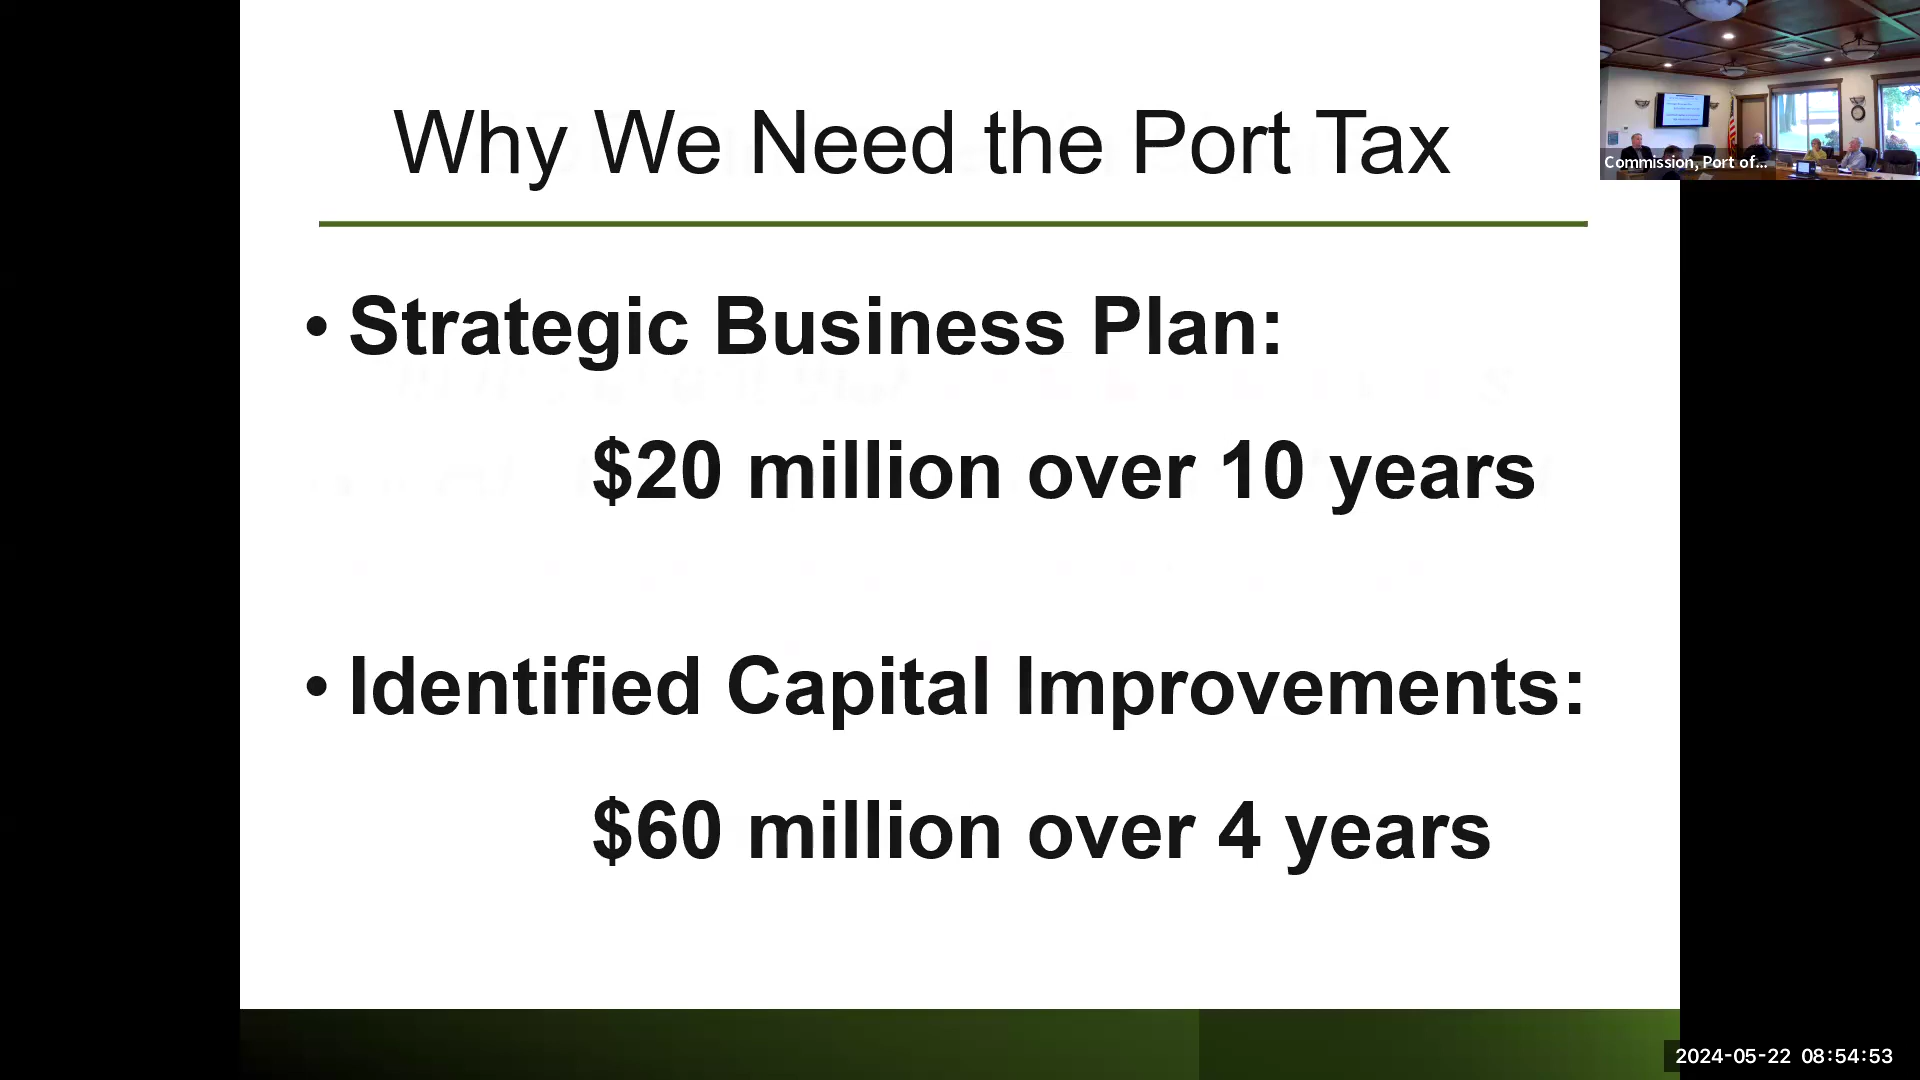 Why We Need the Port Tax
Commission, Port of...
• Strategic Business Plan:
$20 million over 10 years
• Identified Capital Improvements:
$60 million over 4 years
2024-05-22 08:54:53